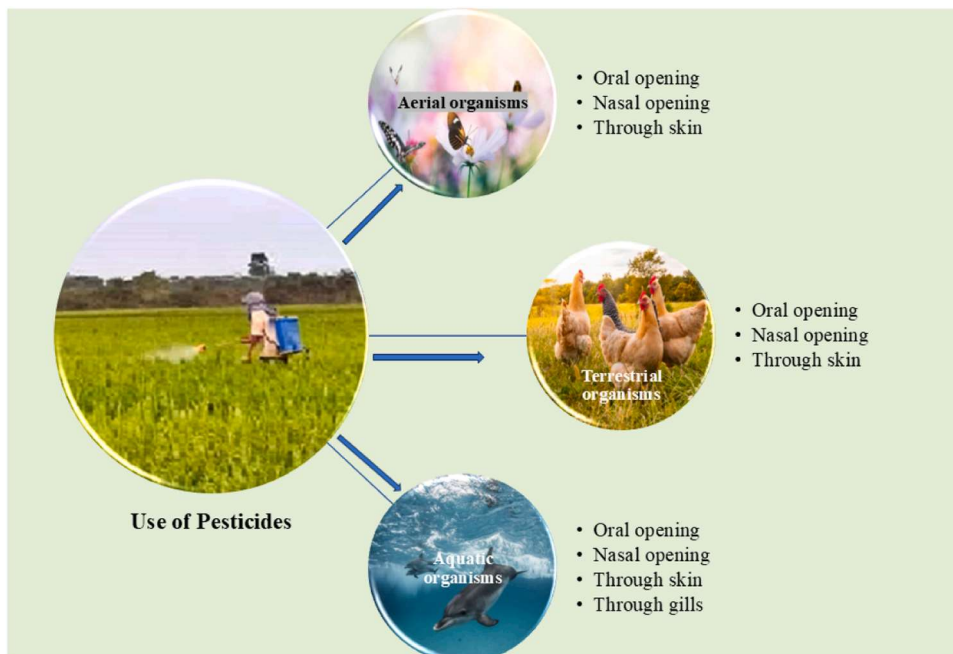 Aerial organisms
• Oral opening
• Nasal opening
• Through skin
Terrestrial
organisms
• Oral opening
• Nasal opening
• Through skin
Use of Pesticides
Aquatic
organisms
• Oral opening
• Nasal opening
• Through skin
• Through gills